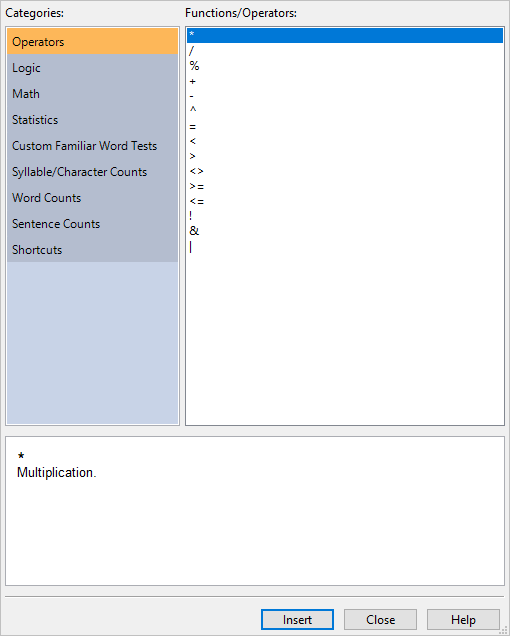 Categories:
Functions/Operators:
Operators
Logic
Math
Statistics
Custom Familiar Word Tests
Syllable/Character Counts
Word Counts
Sentence Counts
Shortcuts
*
/
%
+
-
^
=
<
>
<>
>=
<=
!
&
|
*
Multiplication.
Insert
Close
Help